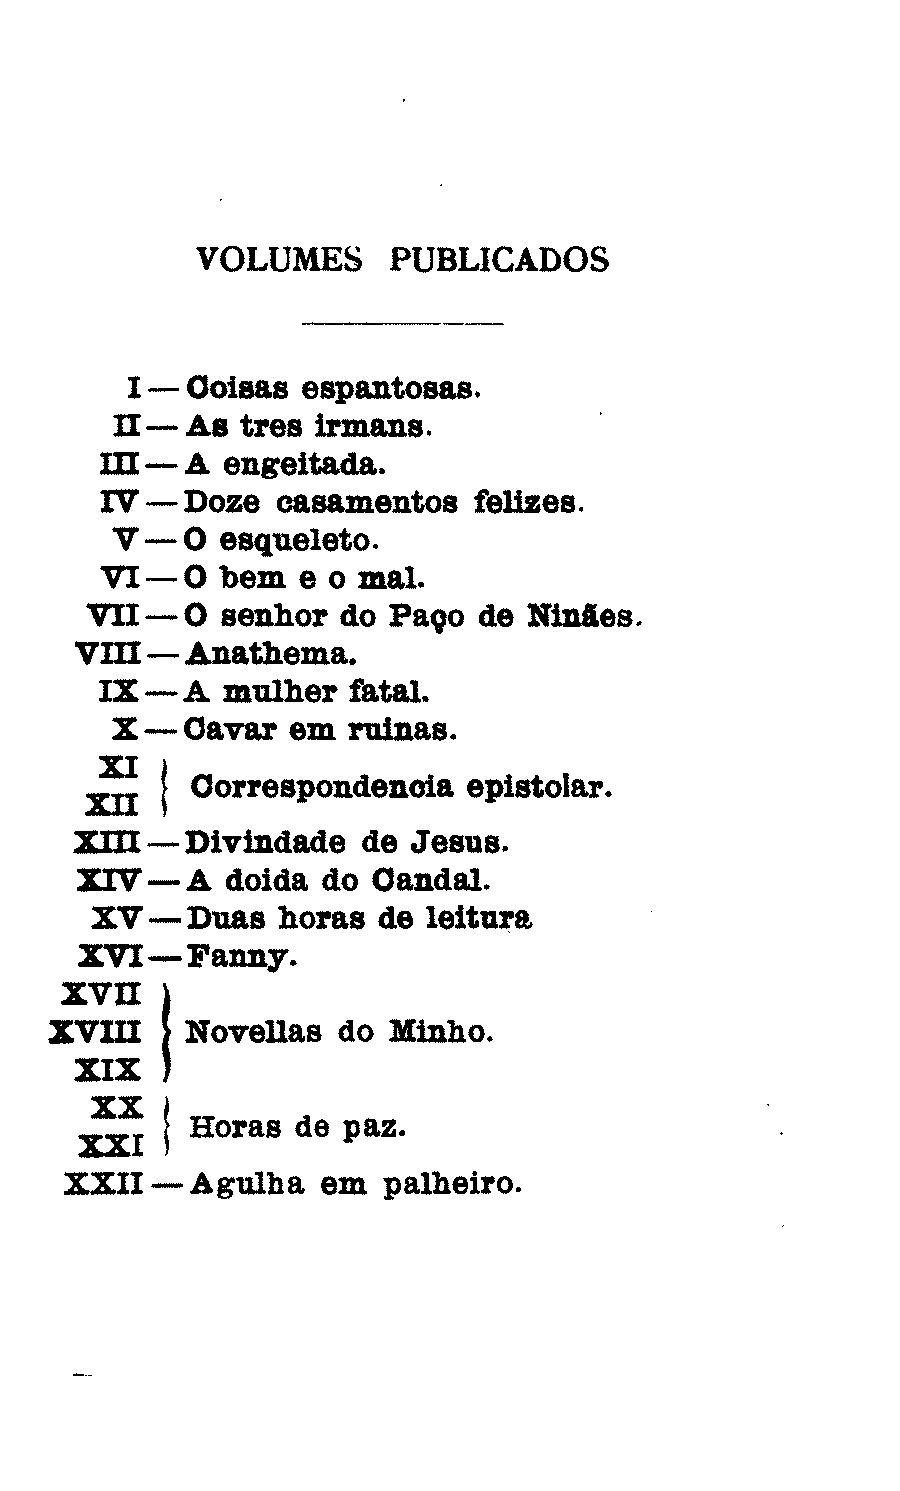 VOLUMES PUBLICADOS
I — Coisas espantosas.
II — As tres irmans.
III — A engeitada.
IV — Doze casamentos felizes.
V — O esqueleto.
VI — O bem e o mal.
VII — O senhor do Paço de Ninães.
VIII — Anathema.
IX — A mulher fatal.
X — Cavar em ruinas.
XI
XII } Correspondencia epistolar.
XIII — Divindade de Jesus.
XIV — A doida do Candal.
XV — Duas horas de leitura
XVI — Fanny.
XVII
XVIII } Novellas do Minho.
XIX
XX
XXI } Horas de paz.
XXII — Agulha em palheiro.